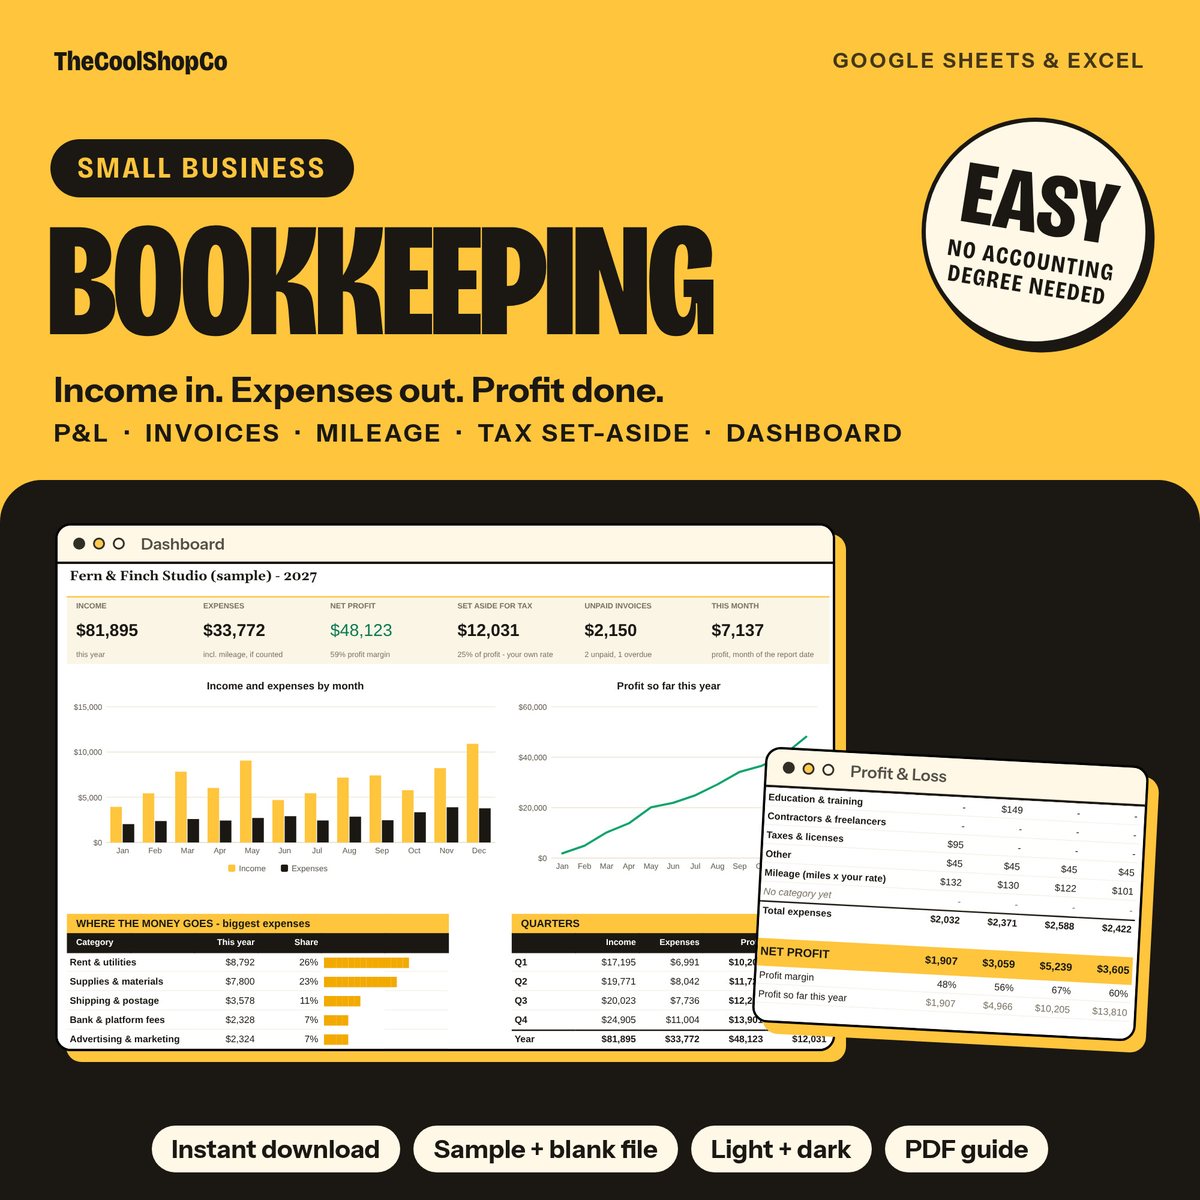 TheCoolShopCo
GOOGLE SHEETS & EXCEL
SMALL BUSINESS
BOOKKEEPING
EASY
NO ACCOUNTING
DEGREE NEEDED
Income in. Expenses out. Profit done.
P&L · INVOICES · MILEAGE · TAX SET-ASIDE · DASHBOARD
Dashboard
Fern & Finch Studio (sample) - 2027
INCOME EXPENSES NET PROFIT SET ASIDE FOR TAX UNPAID INVOICES THIS MONTH
$81,895 $33,772 $48,123 $12,031 $2,150 $7,137
this year incl. mileage, if counted 59% profit margin 25% of profit - your own rate 2 unpaid, 1 overdue profit, month of the report date
Income and expenses by month
$15,000
$10,000
$5,000
$0
Jan Feb Mar Apr May Jun Jul Aug Sep Oct Nov Dec
Income Expenses
Profit so far this year
$60,000
$40,000
$20,000
$0
Jan Feb Mar Apr May Jun Jul Aug Sep
WHERE THE MONEY GOES - biggest expenses
Category This year Share
Rent & utilities $8,792 26%
Supplies & materials $7,800 23%
Shipping & postage $3,578 11%
Bank & platform fees $2,328 7%
Advertising & marketing $2,324 7%
QUARTERS
Income Expenses
Q1 $17,195 $6,991
Q2 $19,771 $8,042
Q3 $20,023 $7,736
Q4 $24,905 $11,004 $13,901
Year $81,895 $33,772 $48,123 $12,031
Profit & Loss
Education & training - $149 - -
Contractors & freelancers - - - -
Taxes & licenses $95 - - -
Other $45 $45 $45 $45
Mileage (miles x your rate) $132 $130 $122 $101
No category yet - - - -
Total expenses $2,032 $2,371 $2,588 $2,422
NET PROFIT $1,907 $3,059 $5,239 $3,605
Profit margin 48% 56% 67% 60%
Profit so far this year $1,907 $4,966 $10,205 $13,810
Instant download
Sample + blank file
Light + dark
PDF guide